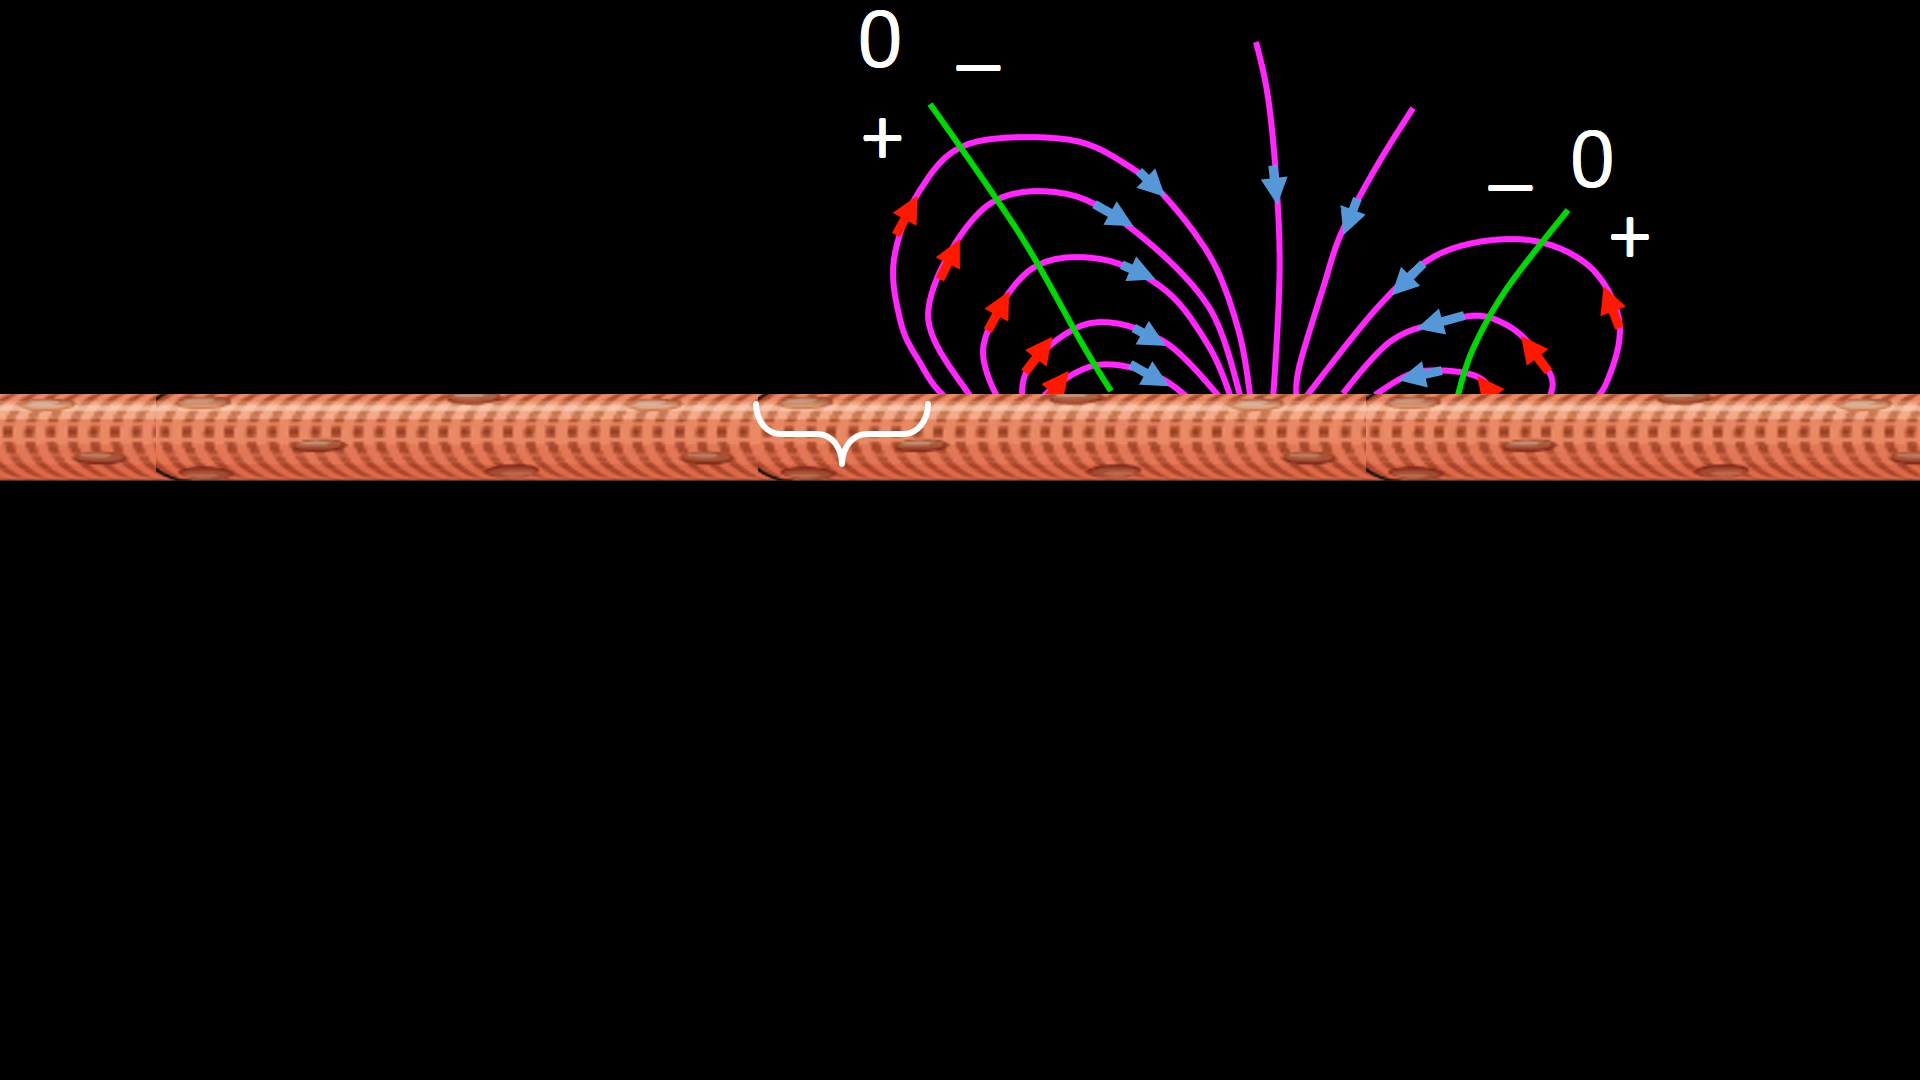 0 –
+
– 0
+